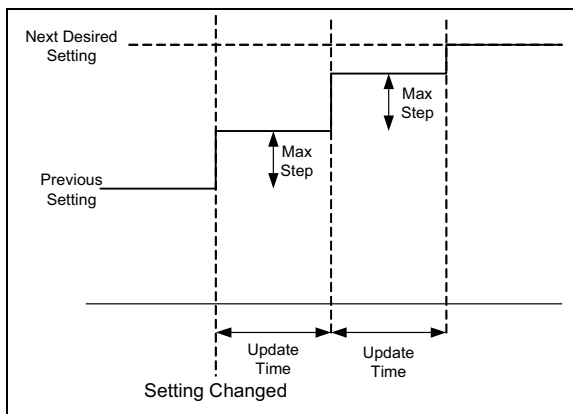 Next Desired
Setting
Max
Step
Max
Step
Previous
Setting
Update
Time
Update
Time
Setting Changed